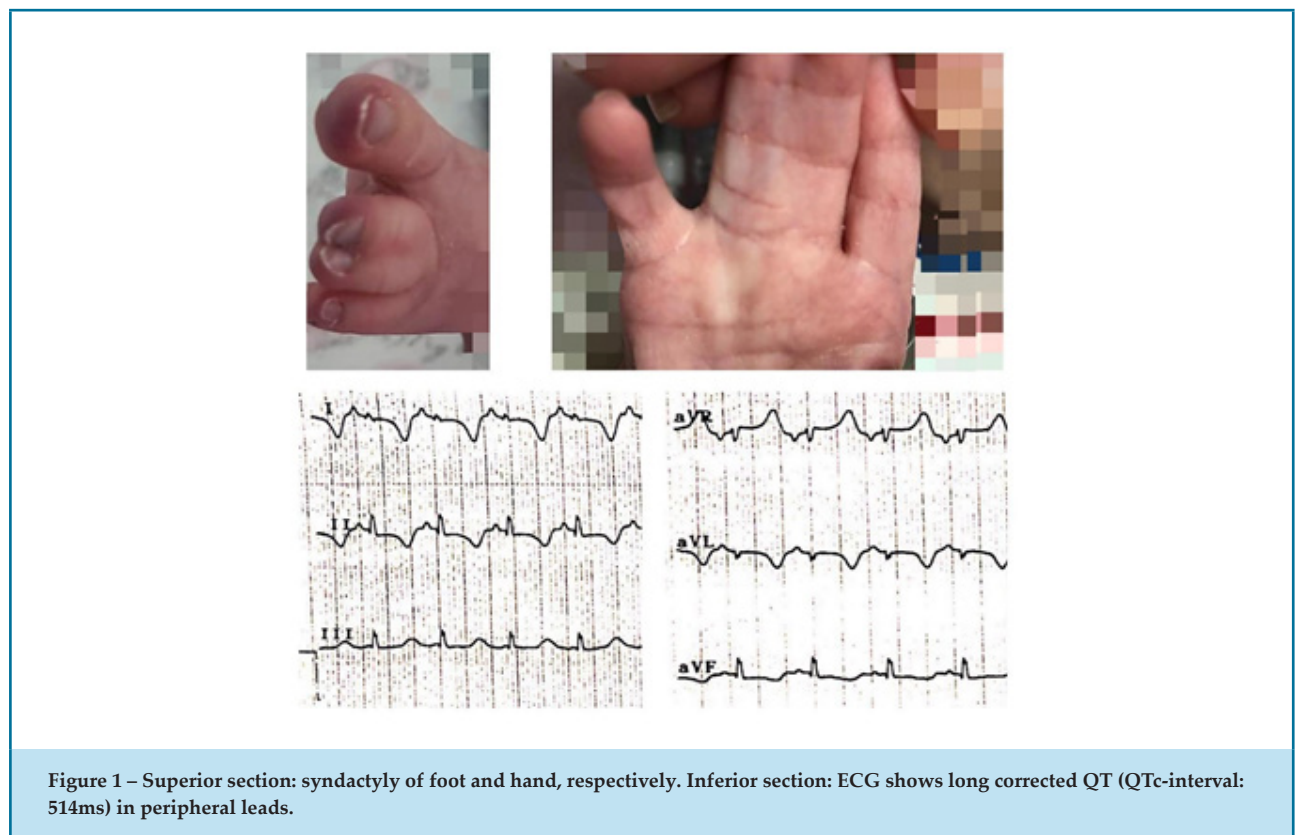 I
II
III
aVR
aVL
aVF
Figure 1 – Superior section: syndactyly of foot and hand, respectively. Inferior section: ECG shows long corrected QT (QTc-interval:
514ms) in peripheral leads.